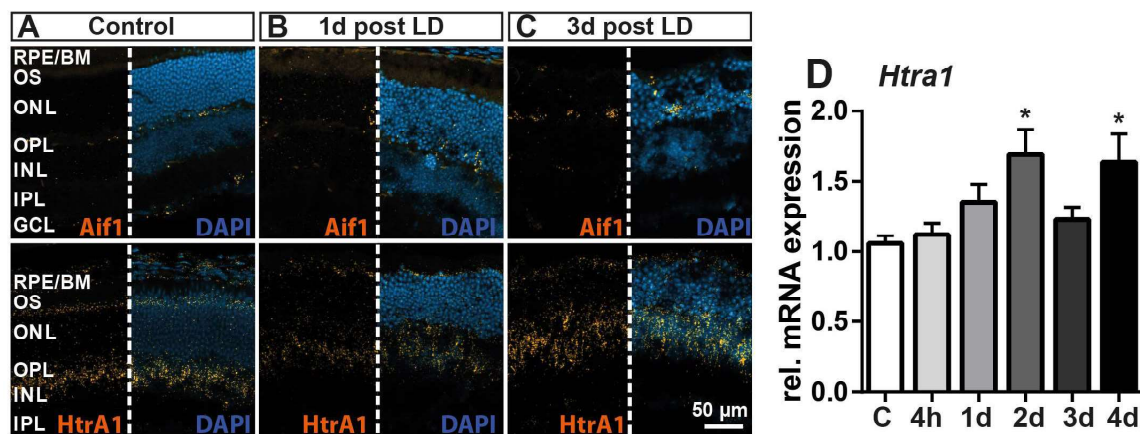 A Control
B 1d post LD
C 3d post LD
RPE/BM
OS
ONL
OPL
INL
IPL
GCL
Aif1 DAPI
Aif1 DAPI
Aif1 DAPI
RPE/BM
OS
ONL
OPL
INL
IPL
HtrA1 DAPI
HtrA1 DAPI
HtrA1
50 µm
D Htra1
rel. mRNA expression
2.0
1.5
1.0
0.5
0.0
* *
C 4h 1d 2d 3d 4d